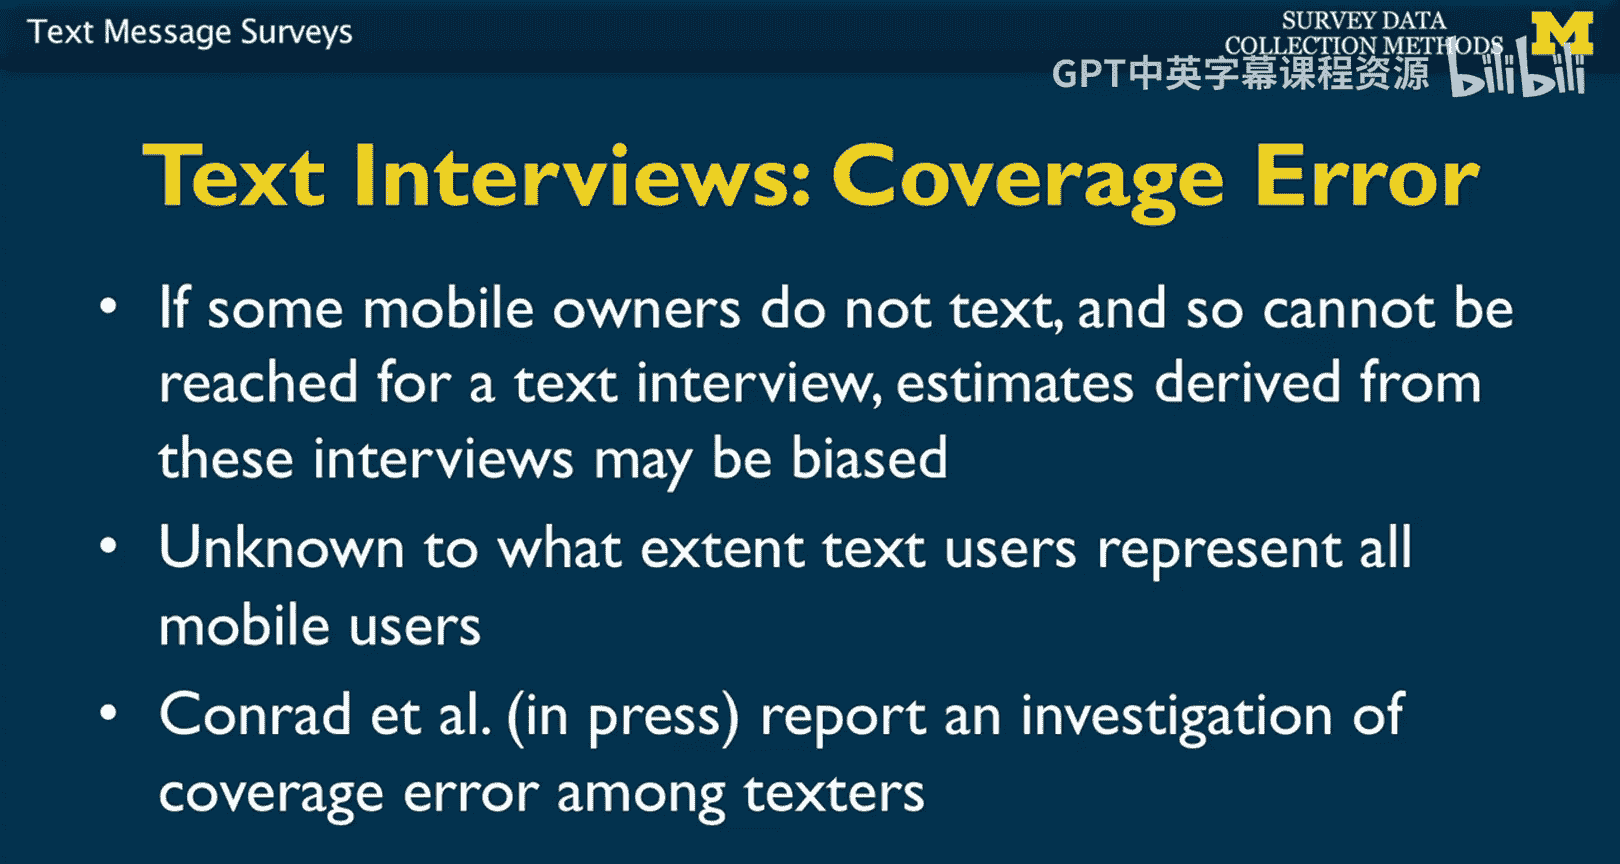 Text Message Surveys
SURVEY DATA
COLLECTION METHODS
M
GPT中英字幕课程资源
bilibili
Text Interviews: Coverage Error
• If some mobile owners do not text, and so cannot be
reached for a text interview, estimates derived from
these interviews may be biased
• Unknown to what extent text users represent all
mobile users
• Conrad et al. (in press) report an investigation of
coverage error among texters